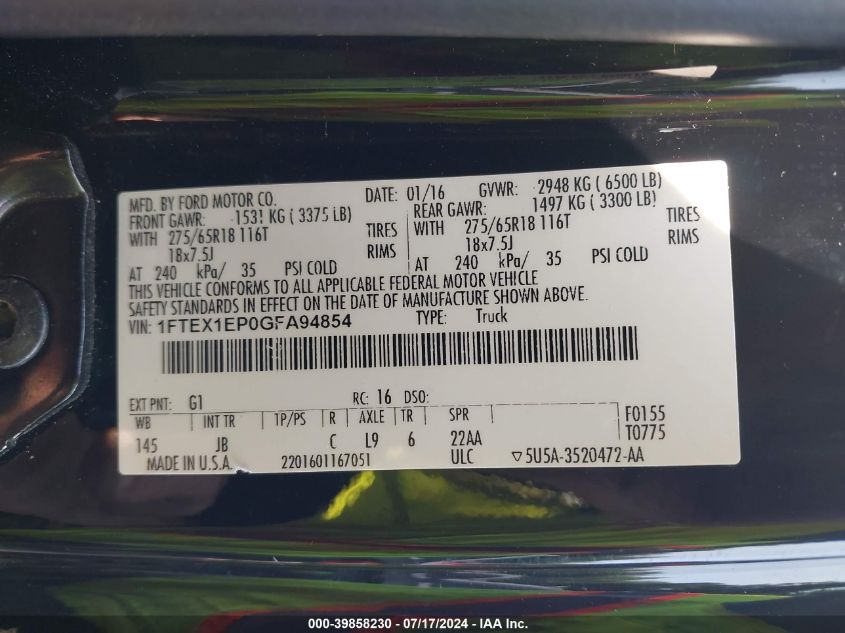 MFD. BY FORD MOTOR CO. DATE: 01/16 GVWR: 2948 KG ( 6500 LB)
FRONT GAWR: 1531 KG ( 3375 LB) REAR GAWR: 1497 KG ( 3300 LB)
WITH 275/65R18 116T TIRES WITH 275/65R18 116T TIRES
18x7.5J RIMS 18x7.5J RIMS
AT 240 kPa/ 35 PSI COLD AT 240 kPa/ 35 PSI COLD
THIS VEHICLE CONFORMS TO ALL APPLICABLE FEDERAL MOTOR VEHICLE
SAFETY STANDARDS IN EFFECT ON THE DATE OF MANUFACTURE SHOWN ABOVE.
VIN: 1FTEX1EP0GFA94854 TYPE: Truck
EXT PNT: G1 RC: 16 DSO:
WB INT TR TP/PS R AXLE TR SPR F0155
145 JB C L9 6 22AA T0775
MADE IN U.S.A. 2201601167051 ULC ▽5U5A-3520472-AA
000-39858230 - 07/17/2024 - IAA Inc.